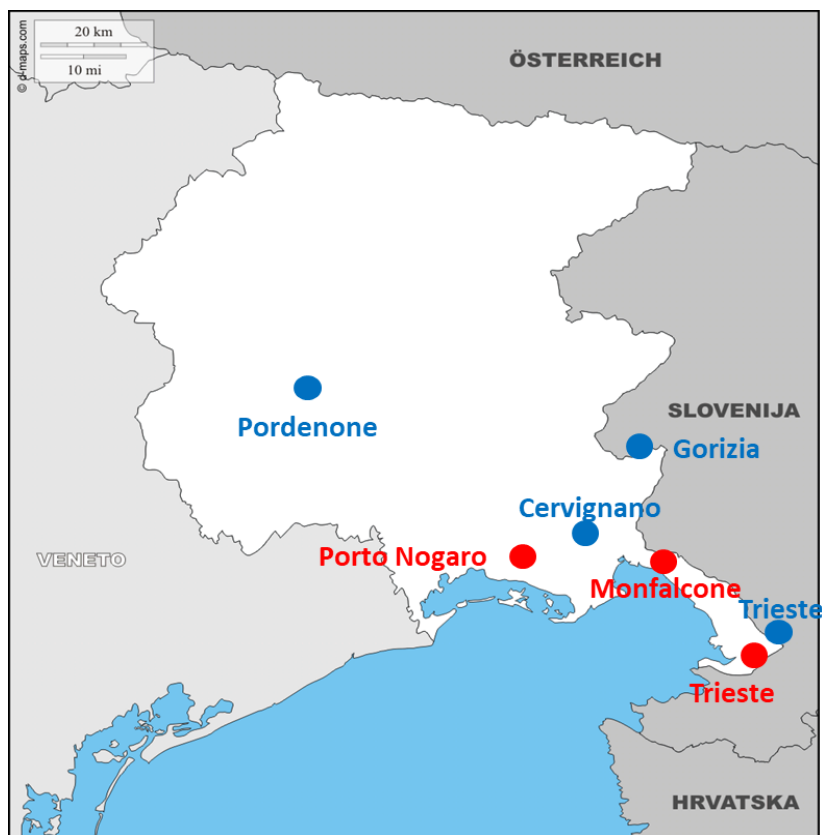 20 km
10 mi
© d-maps.com
ÖSTERREICH
SLOVENIJA
Pordenone
Gorizia
Cervignano
Porto Nogaro
VENETO
Monfalcone
Trieste
Trieste
HRVATSKA